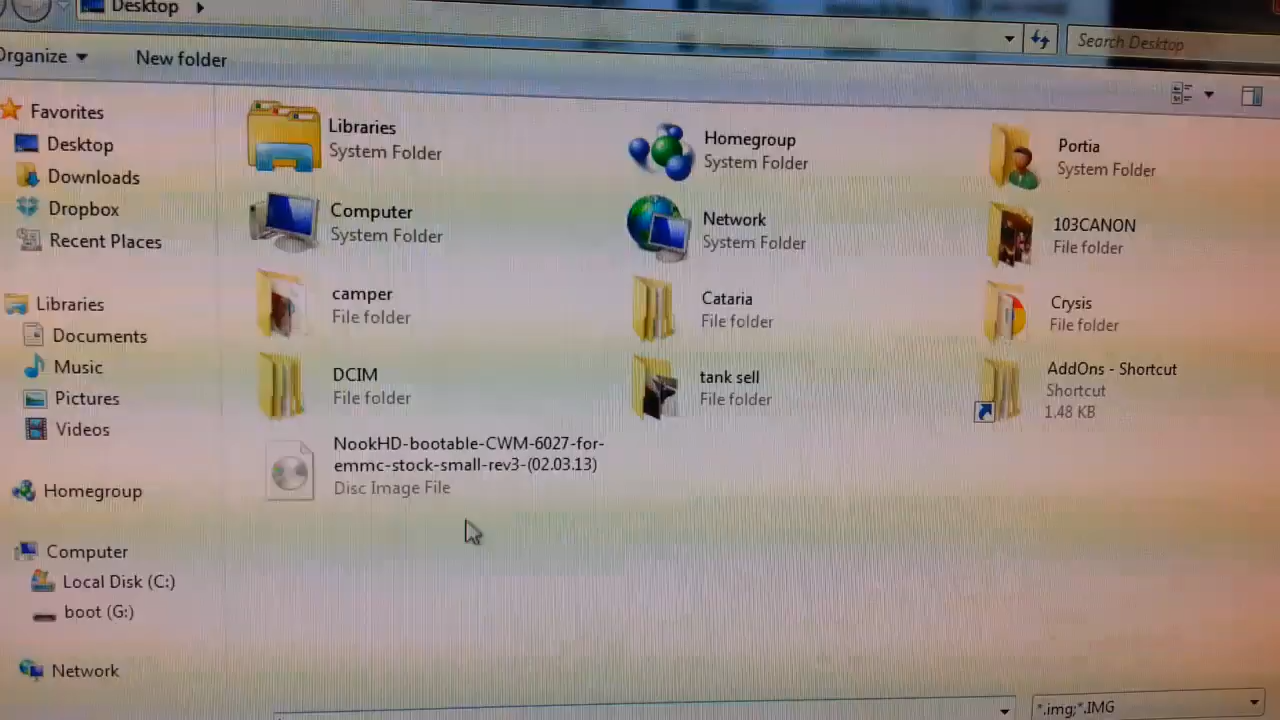 Desktop
Search Desktop
Organize
New folder
Favorites
Desktop
Downloads
Dropbox
Recent Places
Libraries
Documents
Music
Pictures
Videos
Homegroup
Computer
Local Disk (C:)
boot (G:)
Network
Libraries
System Folder
Homegroup
System Folder
Portia
System Folder
Computer
System Folder
Network
System Folder
103CANON
File folder
camper
File folder
Cataria
File folder
Crysis
File folder
DCIM
File folder
tank sell
File folder
AddOns - Shortcut
Shortcut
1.48 KB
NookHD-bootable-CWM-6027-for-
emmc-stock-small-rev3-(02.03.13)
Disc Image File
*.img;*.IMG